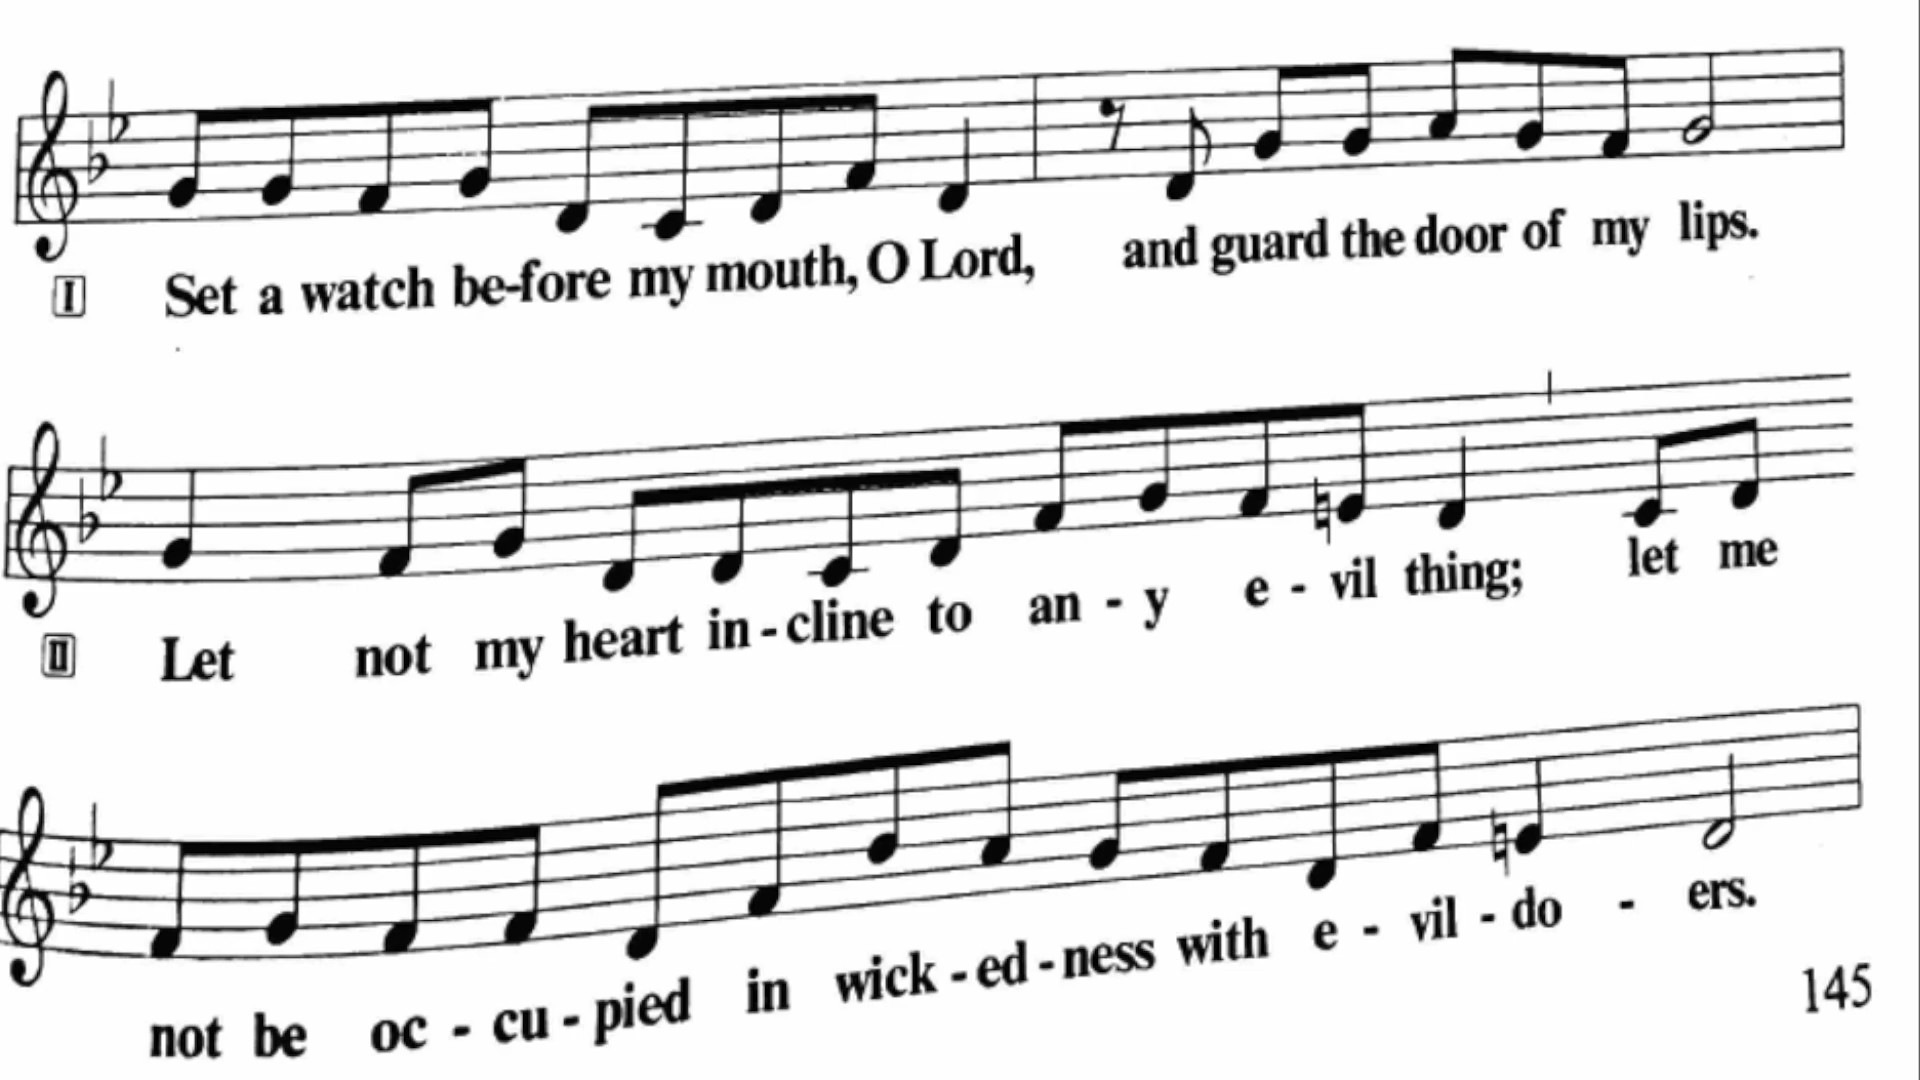 I Set a watch be-fore my mouth, O Lord, and guard the door of my lips.
II Let not my heart in-cline to an-y e-vil thing; let me
not be oc-cu-pied in wick-ed-ness with e-vil-do-ers.
145